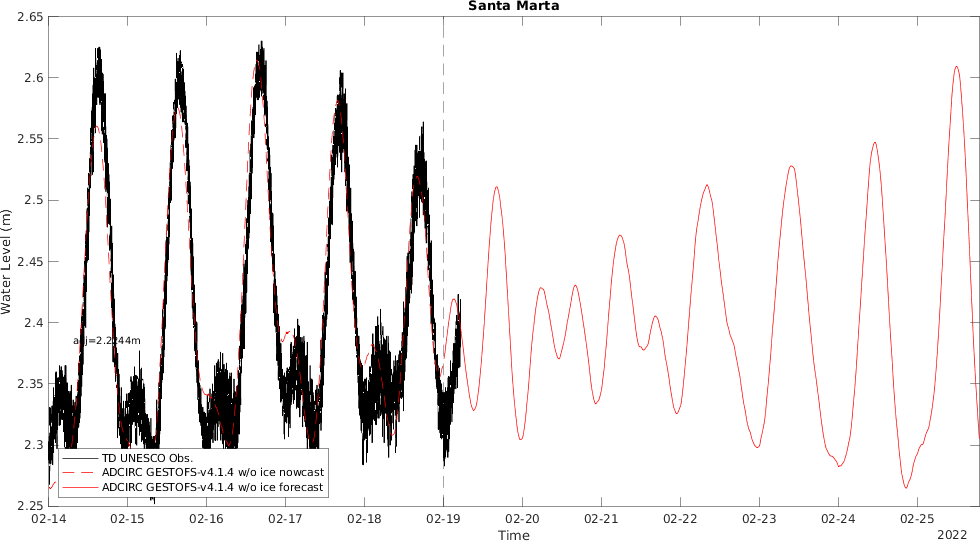 Santa Marta
2.65
2.6
2.55
2.5
2.45
2.4
2.35
2.3
2.25
Water Level (m)
adj=2.2244m
TD UNESCO Obs.
ADCIRC GESTOFS-v4.1.4 w/o ice nowcast
ADCIRC GESTOFS-v4.1.4 w/o ice forecast
02-14 02-15 02-16 02-17 02-18 02-19 02-20 02-21 02-22 02-23 02-24 02-25
Time
2022